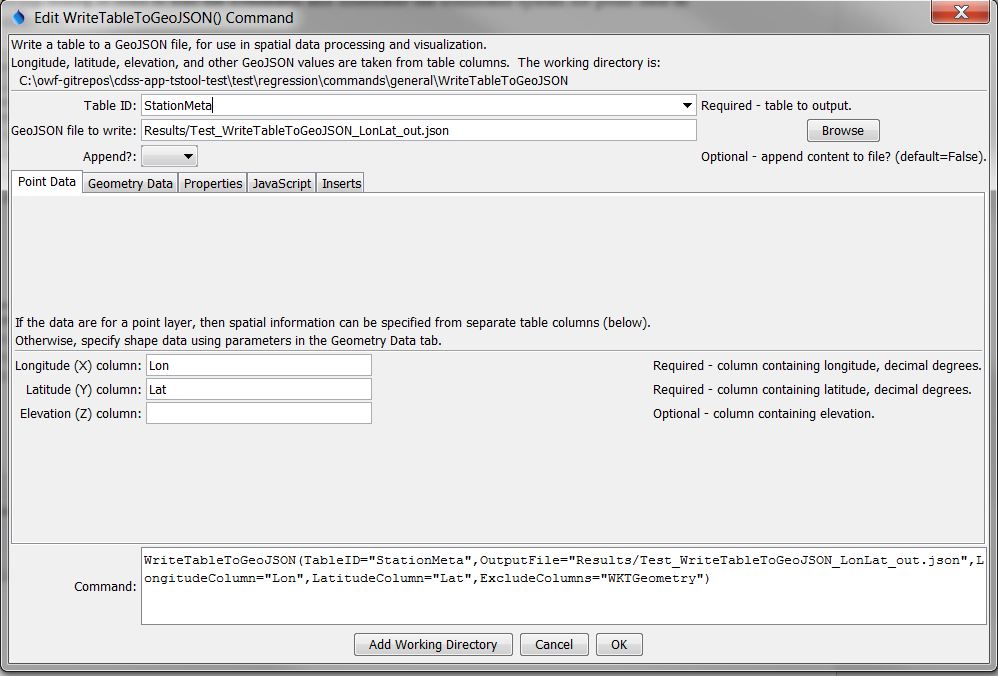 Edit WriteTableToGeoJSON() Command
Write a table to a GeoJSON file, for use in spatial data processing and visualization.
Longitude, latitude, elevation, and other GeoJSON values are taken from table columns.  The working directory is:
C:\owf-gitrepos\cdss-app-tstool-test\test\regression\commands\general\WriteTableToGeoJSON
Table ID: StationMeta Required - table to output.
GeoJSON file to write: Results/Test_WriteTableToGeoJSON_LonLat_out.json Browse
Append?: Optional - append content to file? (default=False).
Point Data Geometry Data Properties JavaScript Inserts
If the data are for a point layer, then spatial information can be specified from separate table columns (below).
Otherwise, specify shape data using parameters in the Geometry Data tab.
Longitude (X) column: Lon Required - column containing longitude, decimal degrees.
Latitude (Y) column: Lat Required - column containing latitude, decimal degrees.
Elevation (Z) column: Optional - column containing elevation.
WriteTableToGeoJSON(TableID="StationMeta",OutputFile="Results/Test_WriteTableToGeoJSON_LonLat_out.json",L
ongitudeColumn="Lon",LatitudeColumn="Lat",ExcludeColumns="WKTGeometry")
Command:
Add Working Directory Cancel OK